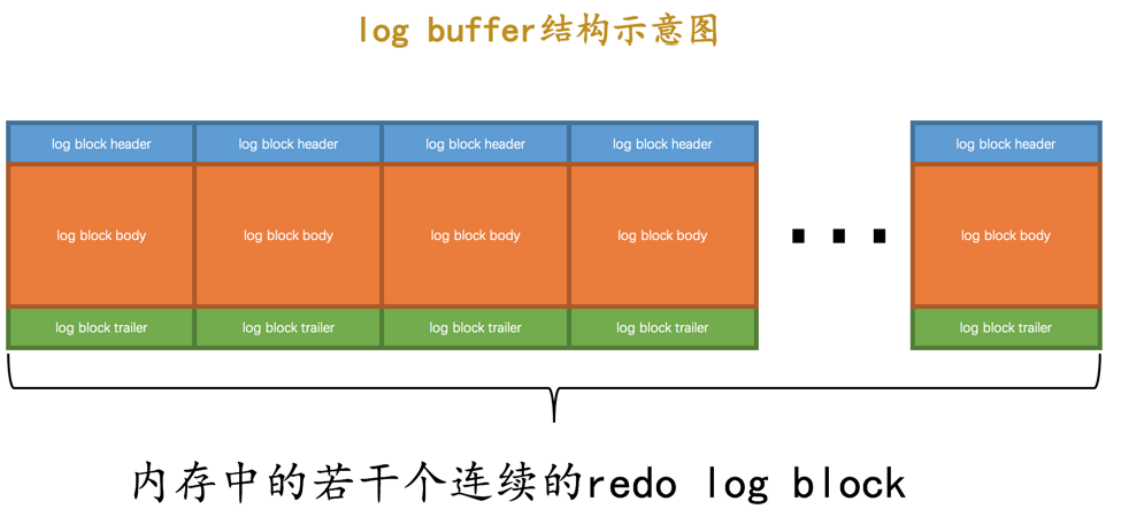 log buffer结构示意图
log block header log block header log block header log block header log block header
log block body log block body log block body log block body log block body
log block trailer log block trailer log block trailer log block trailer log block trailer
内存中的若干个连续的redo log block